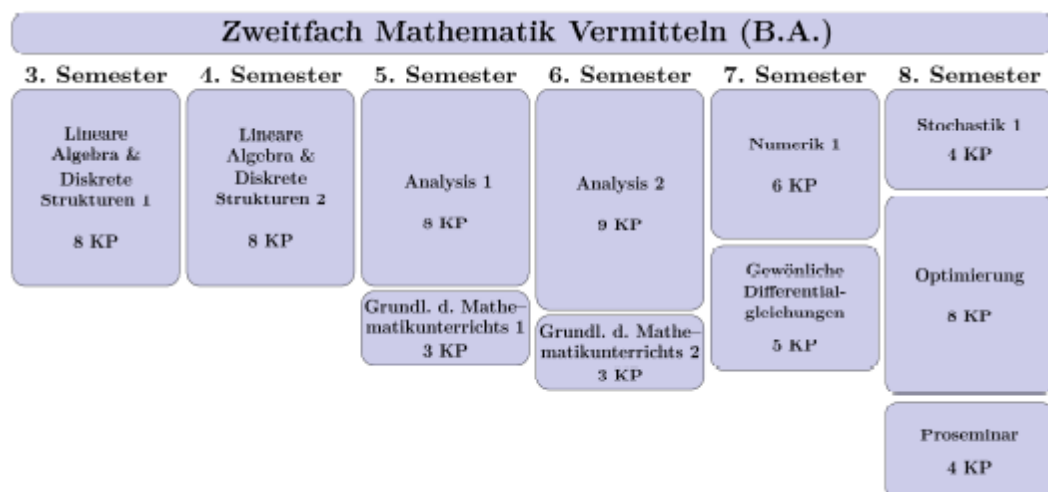 Zweitfach Mathematik Vermitteln (B.A.)
3. Semester
4. Semester
5. Semester
6. Semester
7. Semester
8. Semester
Lineare
Algebra &
Diskrete
Strukturen 1
8 KP
Lineare
Algebra &
Diskrete
Strukturen 2
8 KP
Analysis 1
8 KP
Grundl. d. Mathe-
matikunterrichts 1
3 KP
Analysis 2
9 KP
Grundl. d. Mathe-
matikunterrichts 2
3 KP
Numerik 1
6 KP
Gewönliche
Differential-
gleichungen
5 KP
Stochastik 1
4 KP
Optimierung
8 KP
Proseminar
4 KP